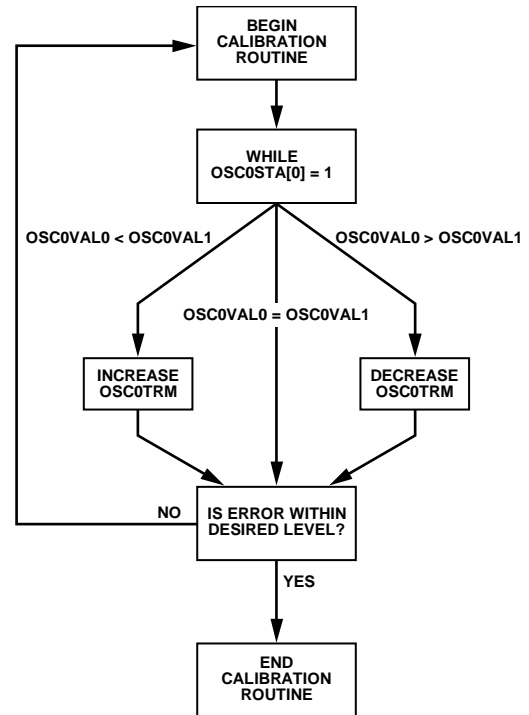 BEGIN
CALIBRATION
ROUTINE
WHILE
OSC0STA[0] = 1
OSC0VAL0 < OSC0VAL1
OSC0VAL0 > OSC0VAL1
OSC0VAL0 = OSC0VAL1
INCREASE
OSC0TRM
DECREASE
OSC0TRM
NO
IS ERROR WITHIN
DESIRED LEVEL?
YES
END
CALIBRATION
ROUTINE